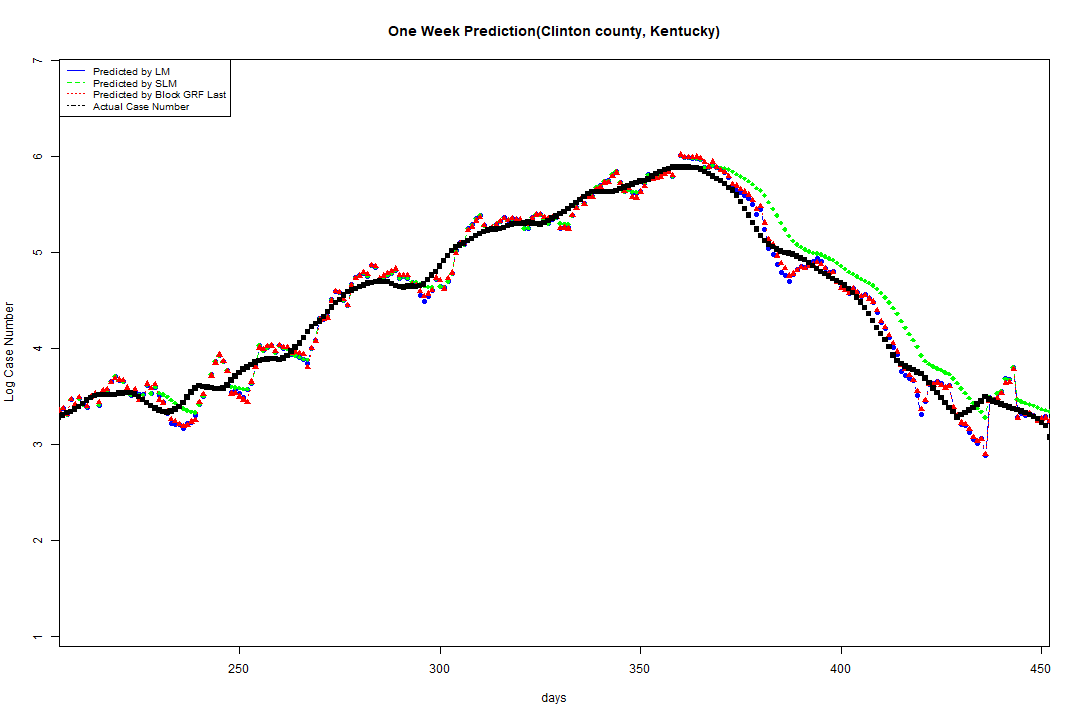 One Week Prediction(Clinton county, Kentucky)
7
Predicted by LM
Predicted by SLM
Predicted by Block GRF Last
Actual Case Number
6
5
4
3
2
1
Log Case Number
250
300
350
400
450
days